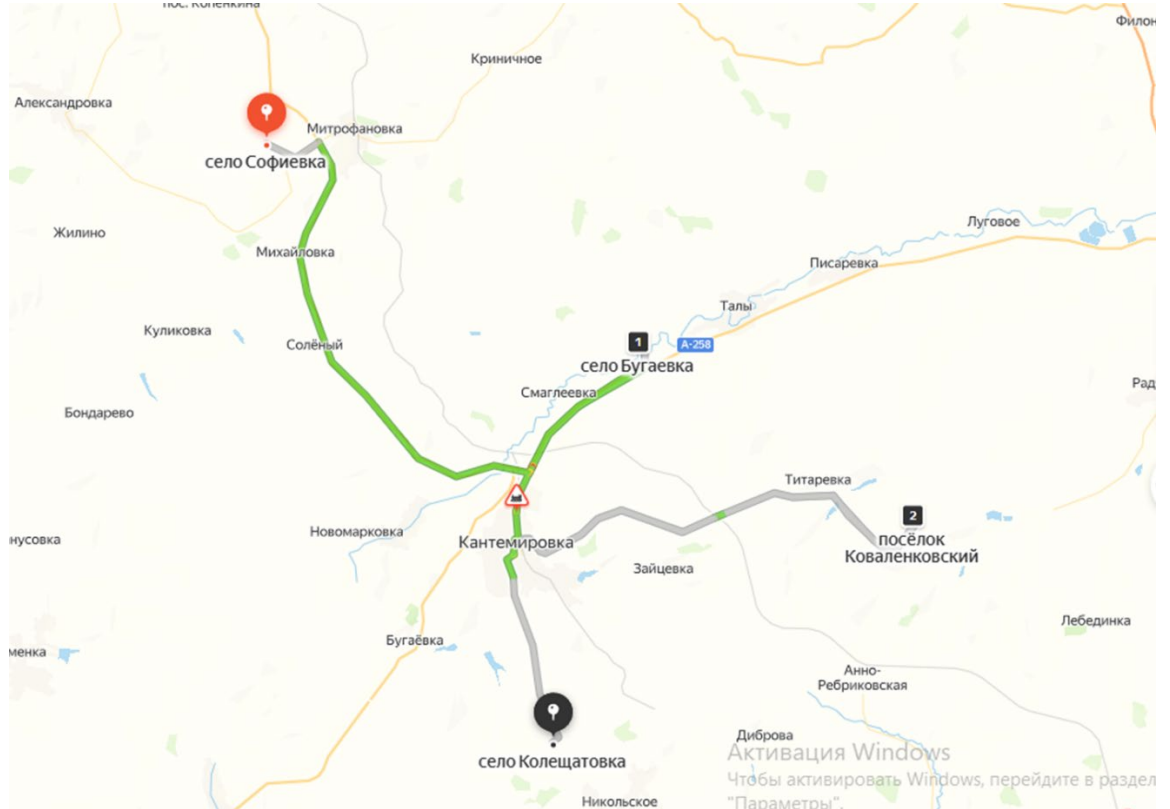 пос. Копенкина
Филон
Криничное
Александровка
Митрофановка
село Софиевка
Жилино
Михайловка
Луговое
Писаревка
Талы
Куликовка
Солёный
1
А-258
село Бугаевка
Смаглеевка
Рад
Бондарево
Титаревка
2
Новомарковка
нусовка
Кантемировка
посёлок
Коваленковский
Зайцевка
Лебединка
Бугаёвка
менка
Анно-
Ребриковская
Диброва
село Колещатовка
Никольское
Активация Windows
Чтобы активировать Windows, перейдите в раздел
"Параметры".